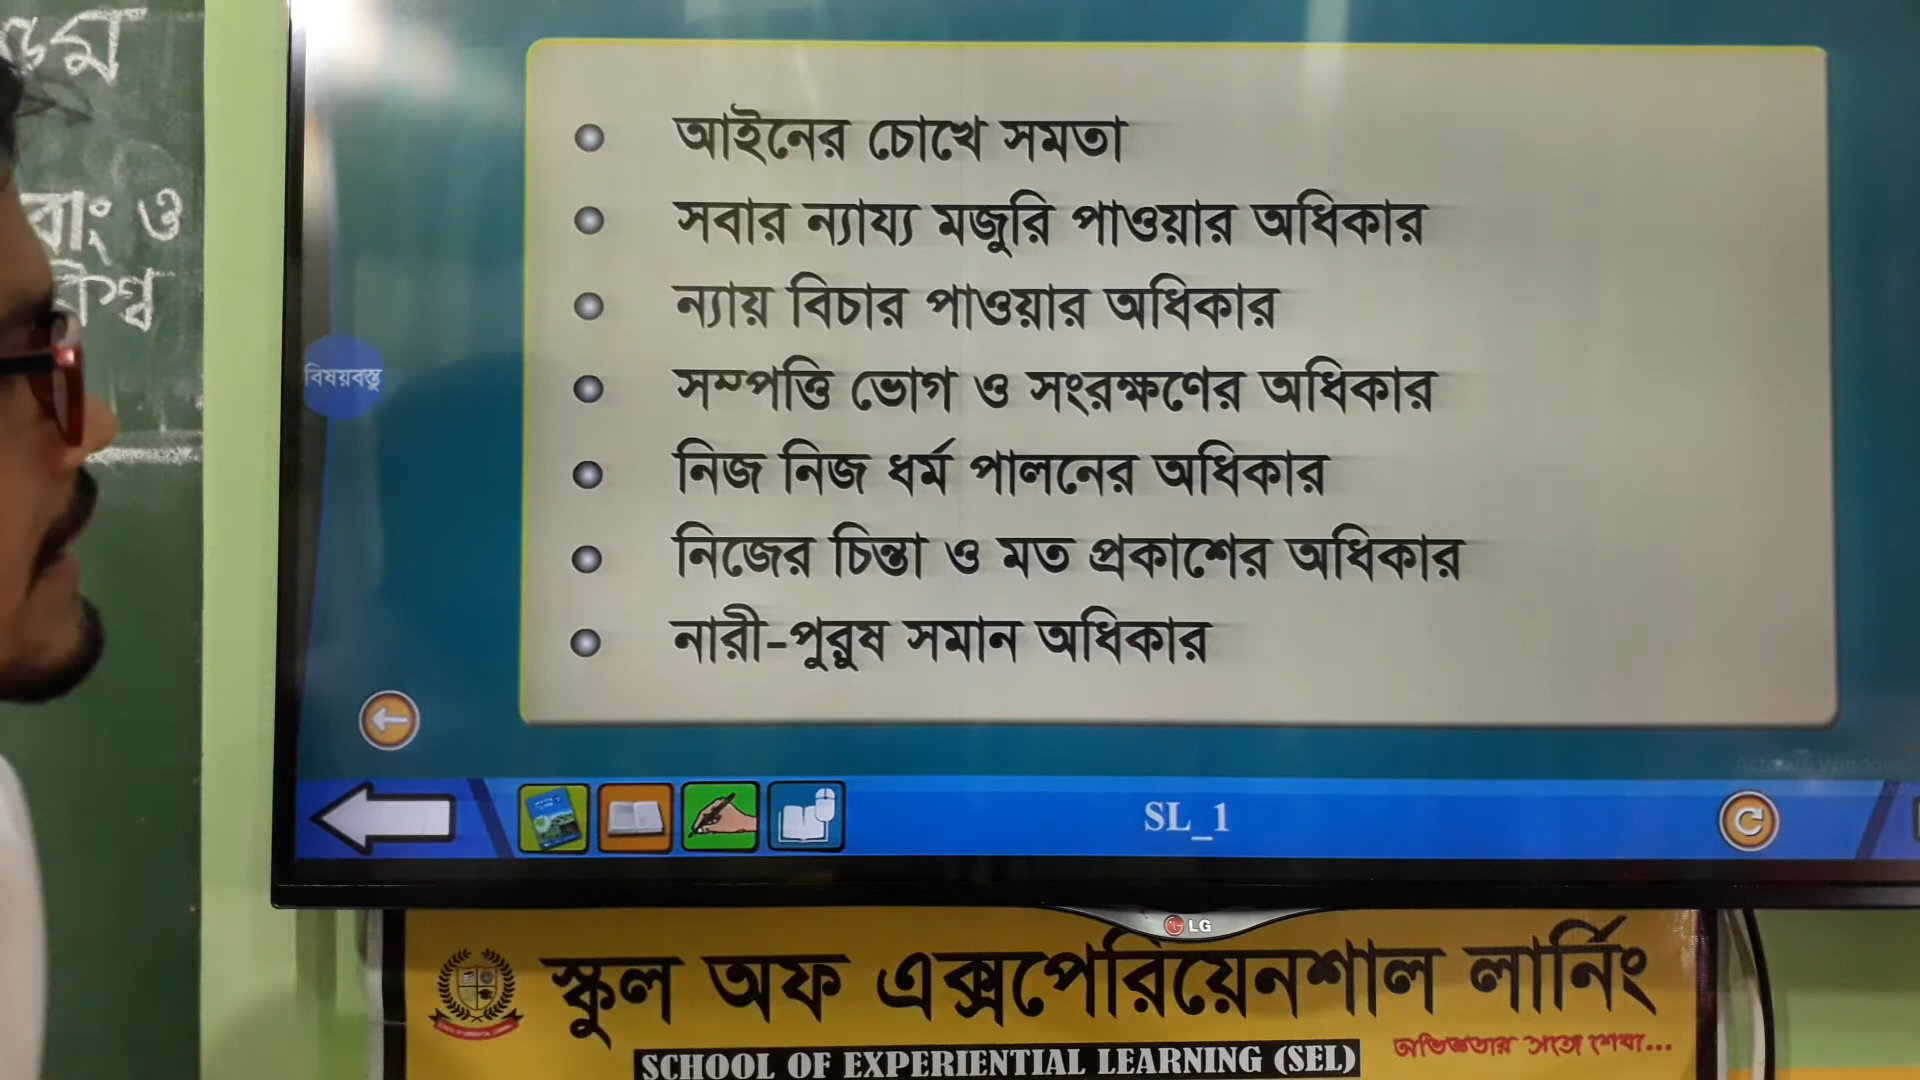 বাং ও
বিষয়বস্তু
আইনের চোখে সমতা
সবার ন্যায্য মজুরি পাওয়ার অধিকার
ন্যায় বিচার পাওয়ার অধিকার
সম্পত্তি ভোগ ও সংরক্ষণের অধিকার
নিজ নিজ ধর্ম পালনের অধিকার
নিজের চিন্তা ও মত প্রকাশের অধিকার
নারী-পুরুষ সমান অধিকার
SL_1
LG
স্কুল অফ এক্সপেরিয়েনশাল লার্নিং
অভিজ্ঞতার সঙ্গে শেখা...
SCHOOL OF EXPERIENTIAL LEARNING (SEL)